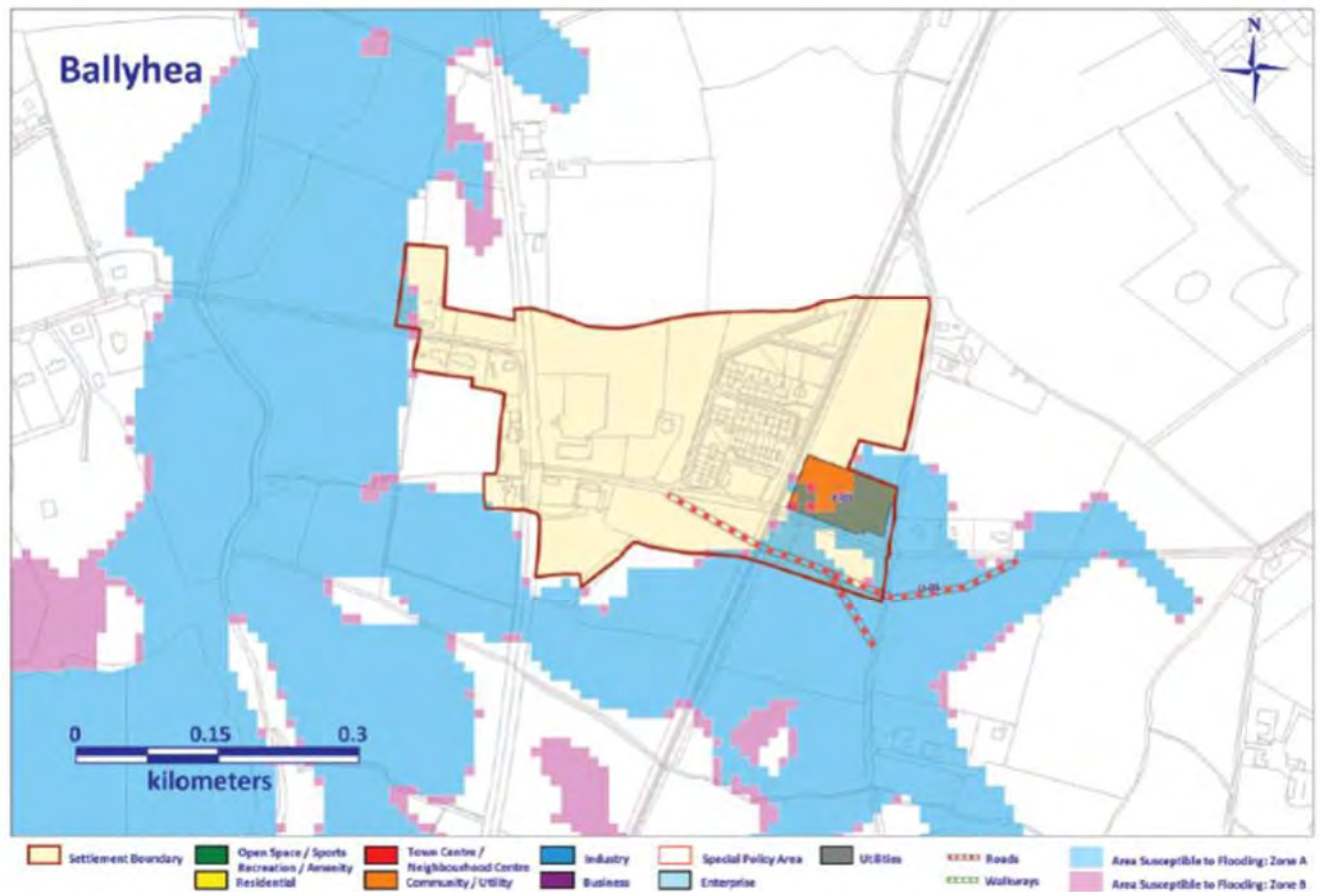 Ballyhea
N
U-01
0 0.15 0.3
kilometers
Settlement Boundary
Open Space / Sports
Recreation / Amenity
Residential
Town Centre /
Neighbourhood Centre
Community / Utility
Industry
Business
Special Policy Area
Enterprise
Utilities
Roads
Walkways
Area Susceptible to Flooding: Zone A
Area Susceptible to Flooding: Zone B